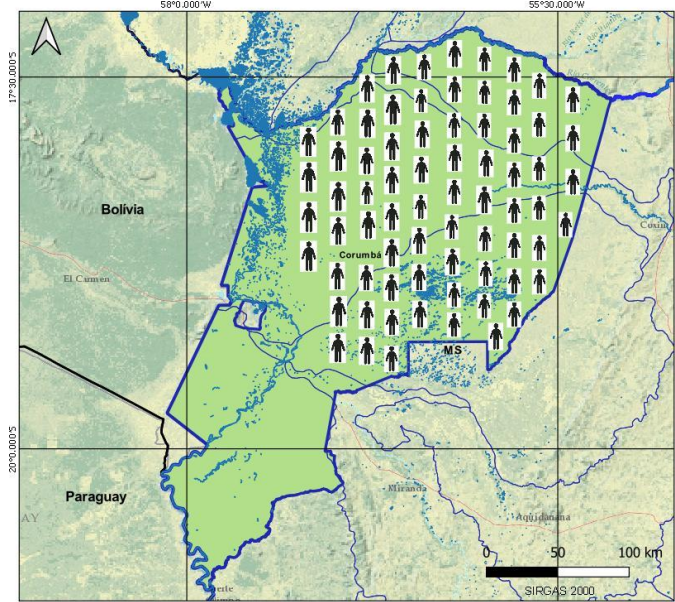 58°0.000'W
55°30.000'W
17°30.000'S
Bolívia
Coxim
Corumbá
El Carmen
MS
20°0.000'S
Miranda
Paraguay
AY
Aquidauana
0 50 100 km
SIRGAS 2000